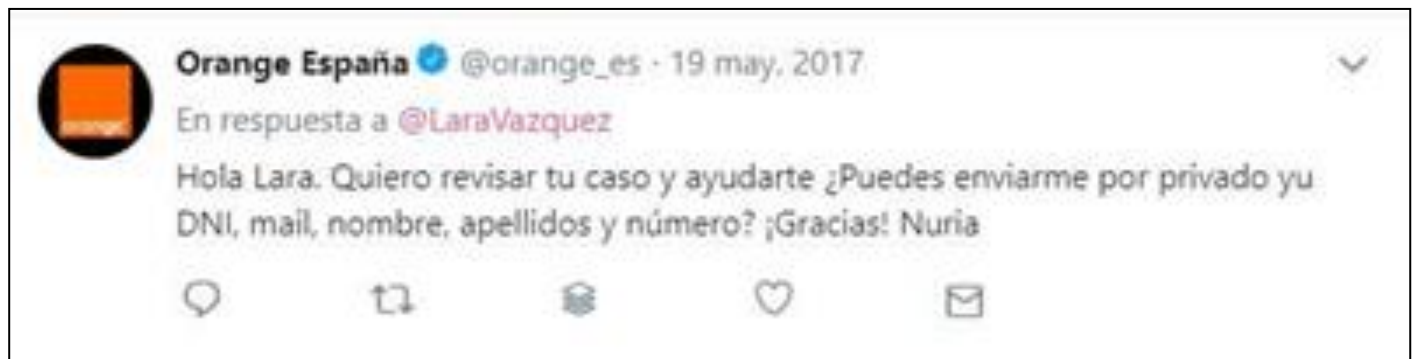 Orange España @orange_es · 19 may. 2017
En respuesta a @LaraVazquez
Hola Lara. Quiero revisar tu caso y ayudarte ¿Puedes enviarme por privado yu
DNI, mail, nombre, apellidos y número? ¡Gracias! Nuria